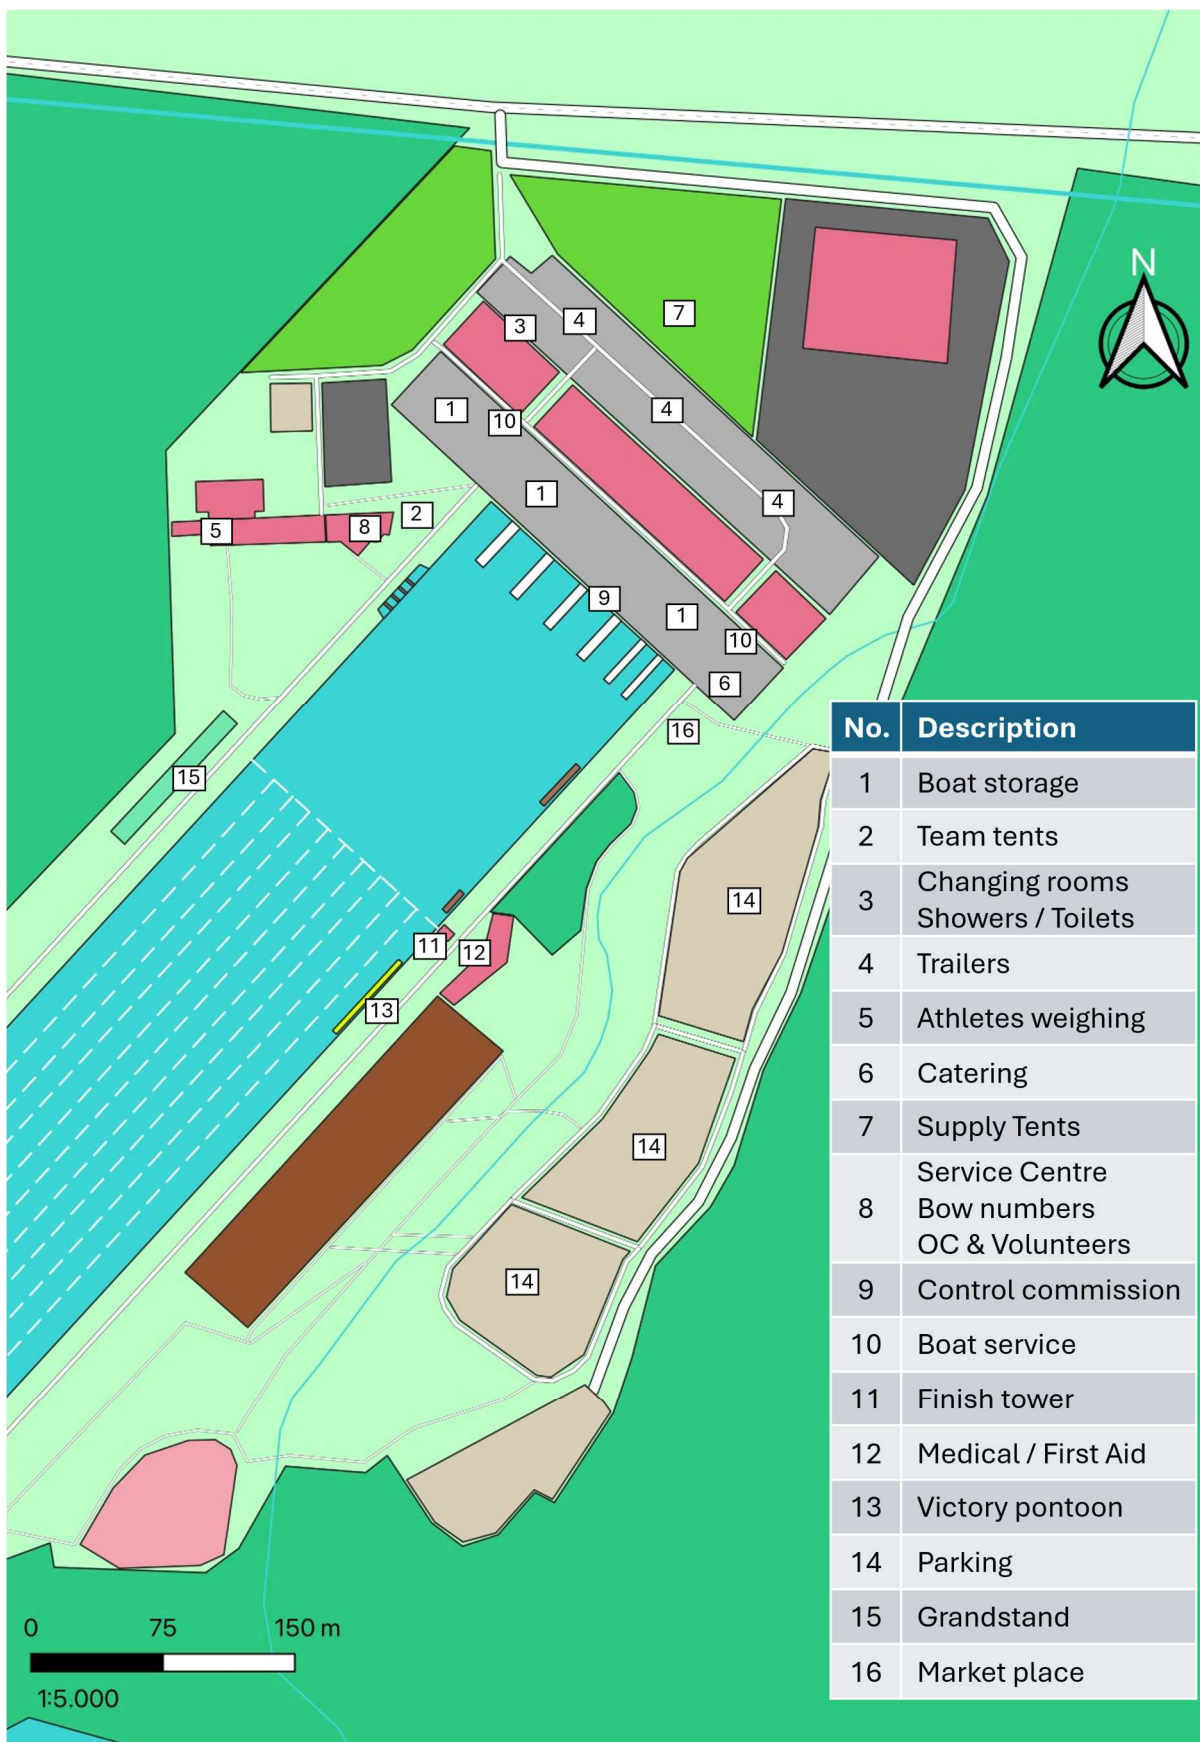 N
7
3
4
4
1
10
1
4
5
8
2
9
1
10
6
16
15
14
11
12
13
14
14
No. Description
1 Boat storage
2 Team tents
3 Changing rooms
Showers / Toilets
4 Trailers
5 Athletes weighing
6 Catering
7 Supply Tents
8 Service Centre
Bow numbers
OC & Volunteers
9 Control commission
10 Boat service
11 Finish tower
12 Medical / First Aid
13 Victory pontoon
14 Parking
15 Grandstand
16 Market place
0 75 150 m
1:5.000